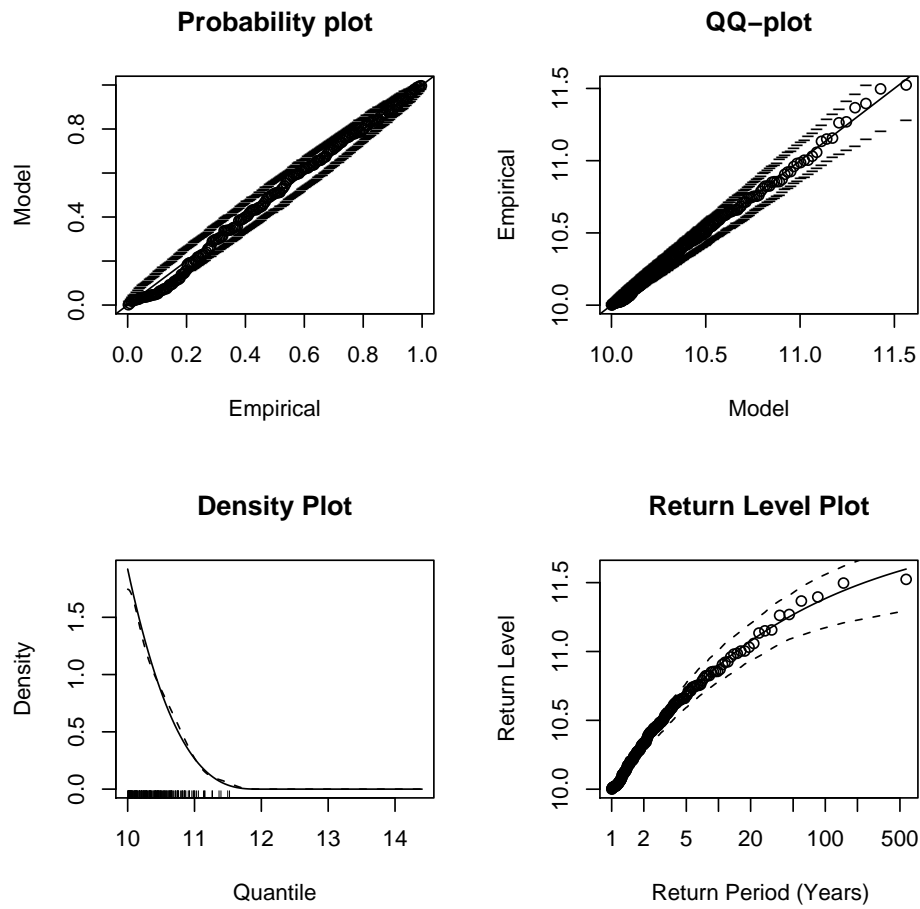 Probability plot
Model
0.0 0.4 0.8
0.0 0.2 0.4 0.6 0.8 1.0
Empirical
QQ−plot
Empirical
10.0 10.5 11.0 11.5
10.0 10.5 11.0 11.5
Model
Density Plot
Density
0.0 0.5 1.0 1.5
10 11 12 13 14
Quantile
Return Level Plot
Return Level
10.0 10.5 11.0 11.5
1 2 5 20 100 500
Return Period (Years)